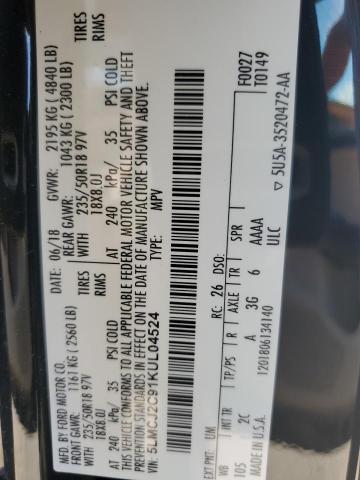 MFD. BY FORD MOTOR CO.
DATE: 06/18 GVWR: 2195 KG ( 4840 LB)
FRONT GAWR: 1161 KG ( 2560 LB) REAR GAWR: 1043 KG ( 2300 LB)
WITH TIRES WITH TIRES
235/50R18 97V RIMS 235/50R18 97V RIMS
18X8.0J 18X8.0J
AT 240 kPa/ 35 PSI COLD AT 240 kPa/ 35 PSI COLD
THIS VEHICLE CONFORMS TO ALL APPLICABLE FEDERAL MOTOR VEHICLE SAFETY AND THEFT
PREVENTION STANDARDS IN EFFECT ON THE DATE OF MANUFACTURE SHOWN ABOVE.
VIN: 5LMCJ2C91KUL04524 TYPE: MPV
F0027
T0149
EXT PNT: UM RC: 26 DSO:
WB INT TR TP/PS R AXLE TR SPR
105 2C A 3G 6 AAAA
ULC
MADE IN U.S.A. 1201806134140
▽ 5U5A-3520472-AA